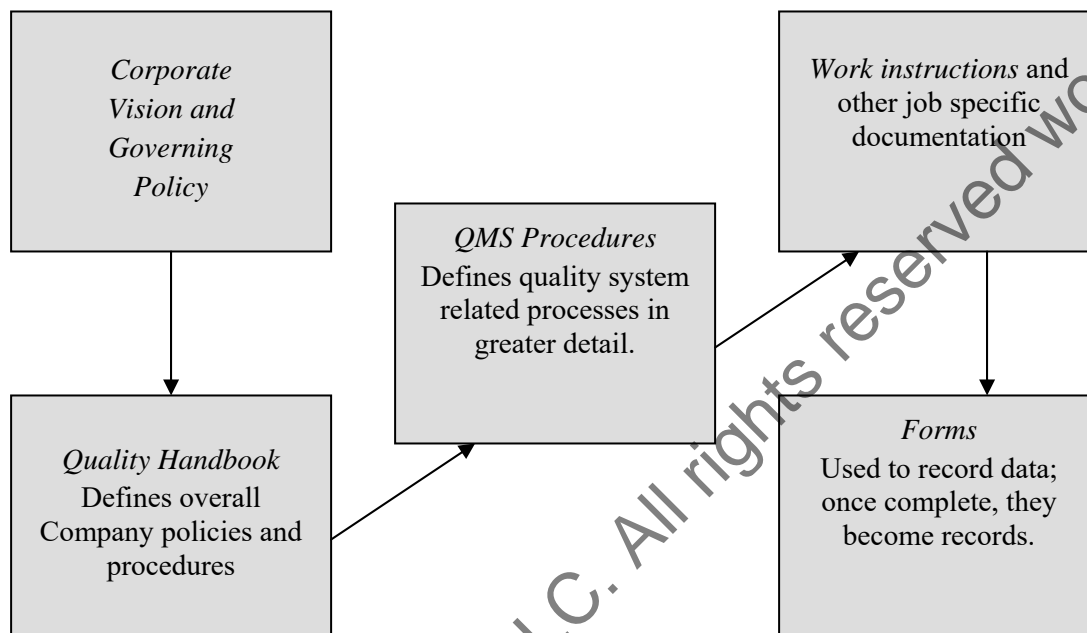 Corporate
Vision and
Governing
Policy
Quality Handbook
Defines overall
Company policies and
procedures
QMS Procedures
Defines quality system
related processes in
greater detail.
Work instructions and
other job specific
documentation
Forms
Used to record data;
once complete, they
become records.
C. All rights reserved